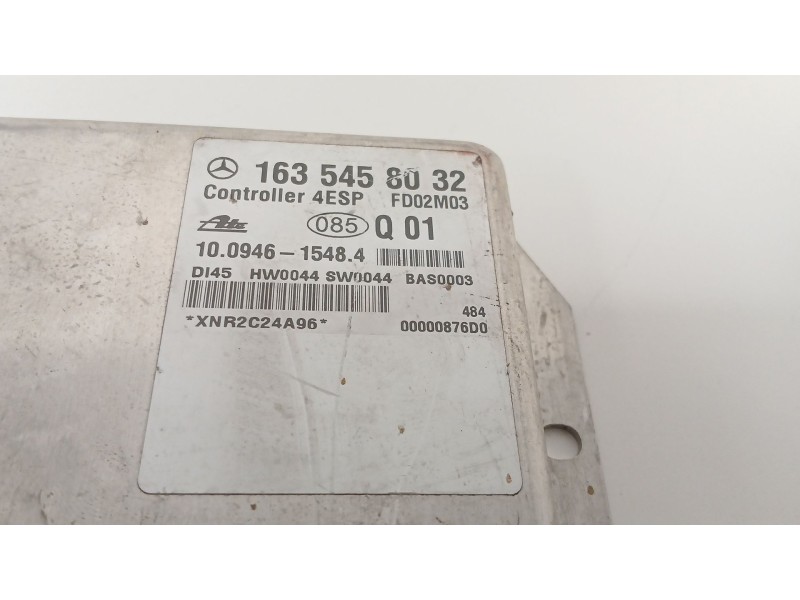 163 545 80 32
Controller 4ESP FD02M03
Ate 085 Q 01
10.0946-1548.4
DI45 HW0044 SW0044 BAS0003
484
*XNR2C24A96* 00000876D0